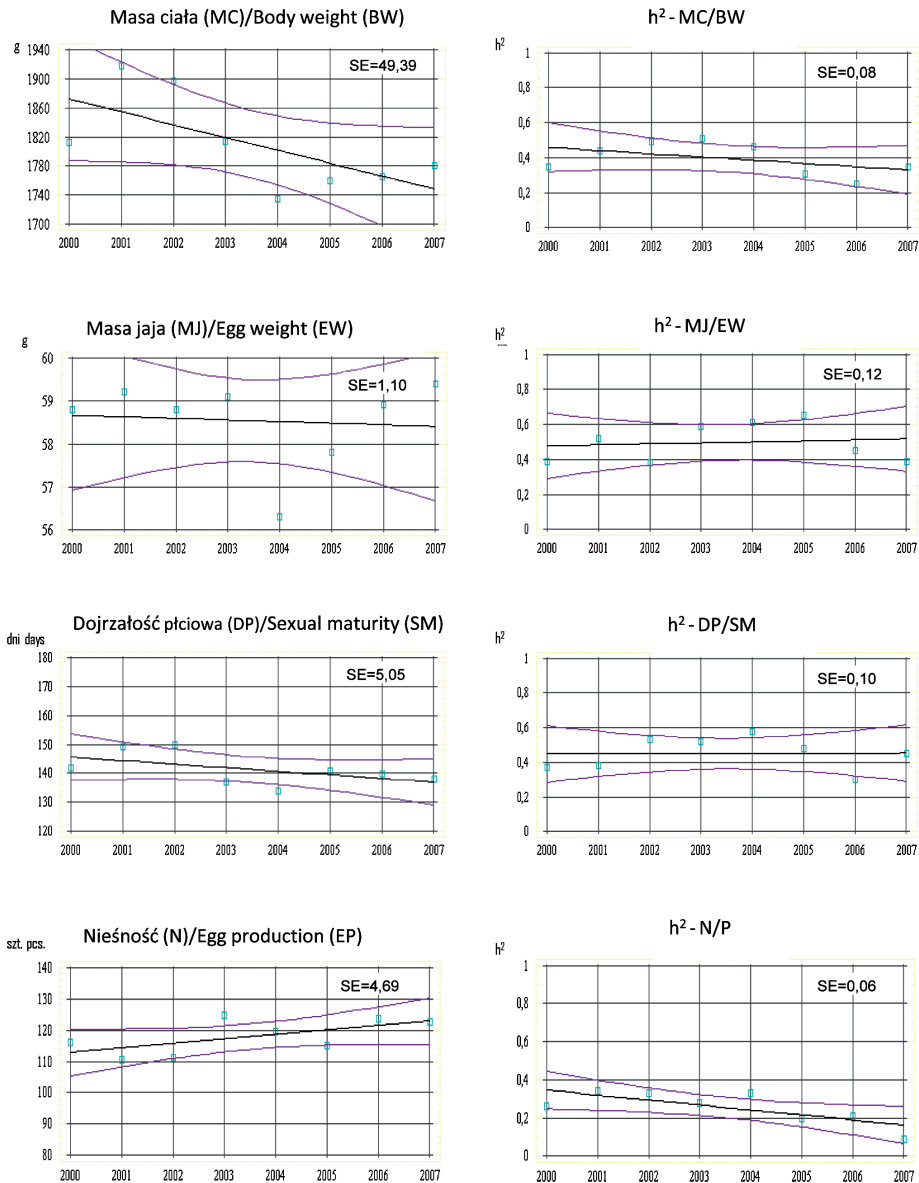 Masa ciała (MC)/Body weight (BW)
g
1940
1900
1860
1820
1780
1740
1700
SE=49,39
2000 2001 2002 2003 2004 2005 2006 2007
h² - MC/BW
h²
1
0,8
0,6
0,4
0,2
0
SE=0,08
2000 2001 2002 2003 2004 2005 2006 2007
Masa jaja (MJ)/Egg weight (EW)
g
60
59
58
57
56
SE=1,10
2000 2001 2002 2003 2004 2005 2006 2007
h² - MJ/EW
h²
1
0,8
0,6
0,4
0,2
0
SE=0,12
2000 2001 2002 2003 2004 2005 2006 2007
Dojrzałość płciowa (DP)/Sexual maturity (SM)
dni days
180
170
160
150
140
130
120
SE=5,05
2000 2001 2002 2003 2004 2005 2006 2007
h² - DP/SM
h²
1
0,8
0,6
0,4
0,2
0
SE=0,10
2000 2001 2002 2003 2004 2005 2006 2007
Nieśność (N)/Egg production (EP)
szt. pcs.
140
130
120
110
100
90
80
SE=4,69
2000 2001 2002 2003 2004 2005 2006 2007
h² - N/P
h²
1
0,8
0,6
0,4
0,2
0
SE=0,06
2000 2001 2002 2003 2004 2005 2006 2007